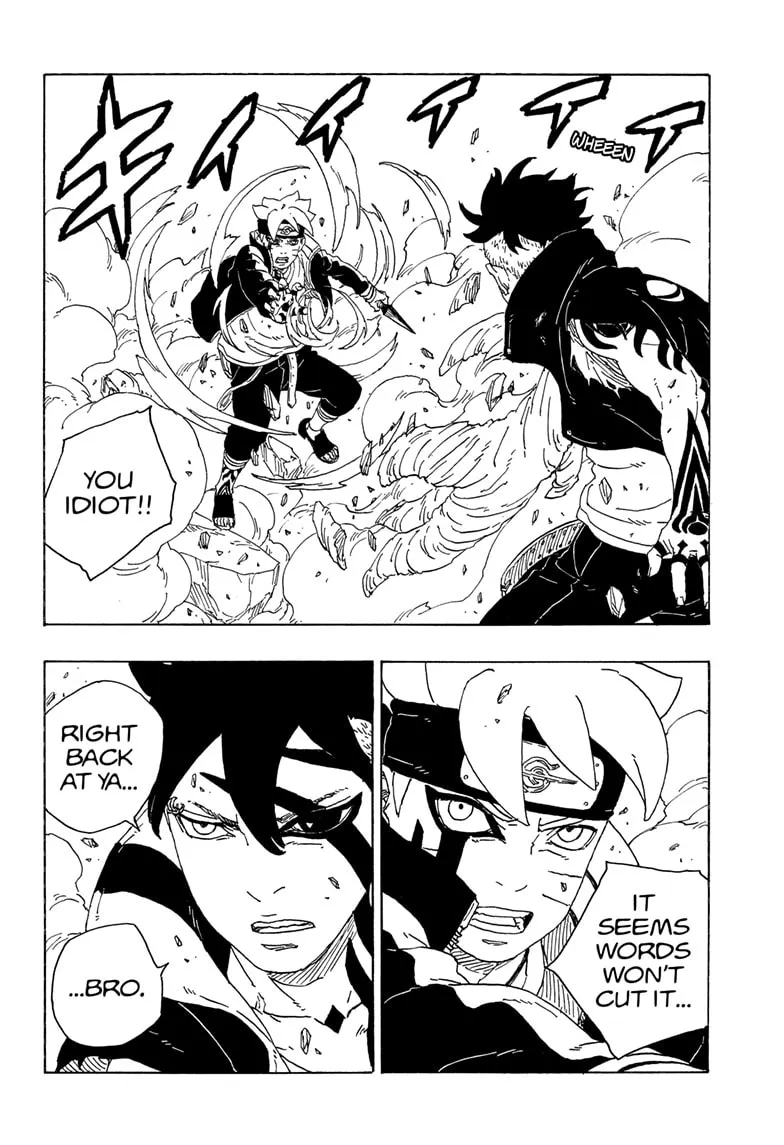 キイイイイイ
WHEEEN
YOU
IDIOT!!
IT
SEEMS
WORDS
WON'T
CUT IT...
RIGHT
BACK
AT YA...
...BRO.